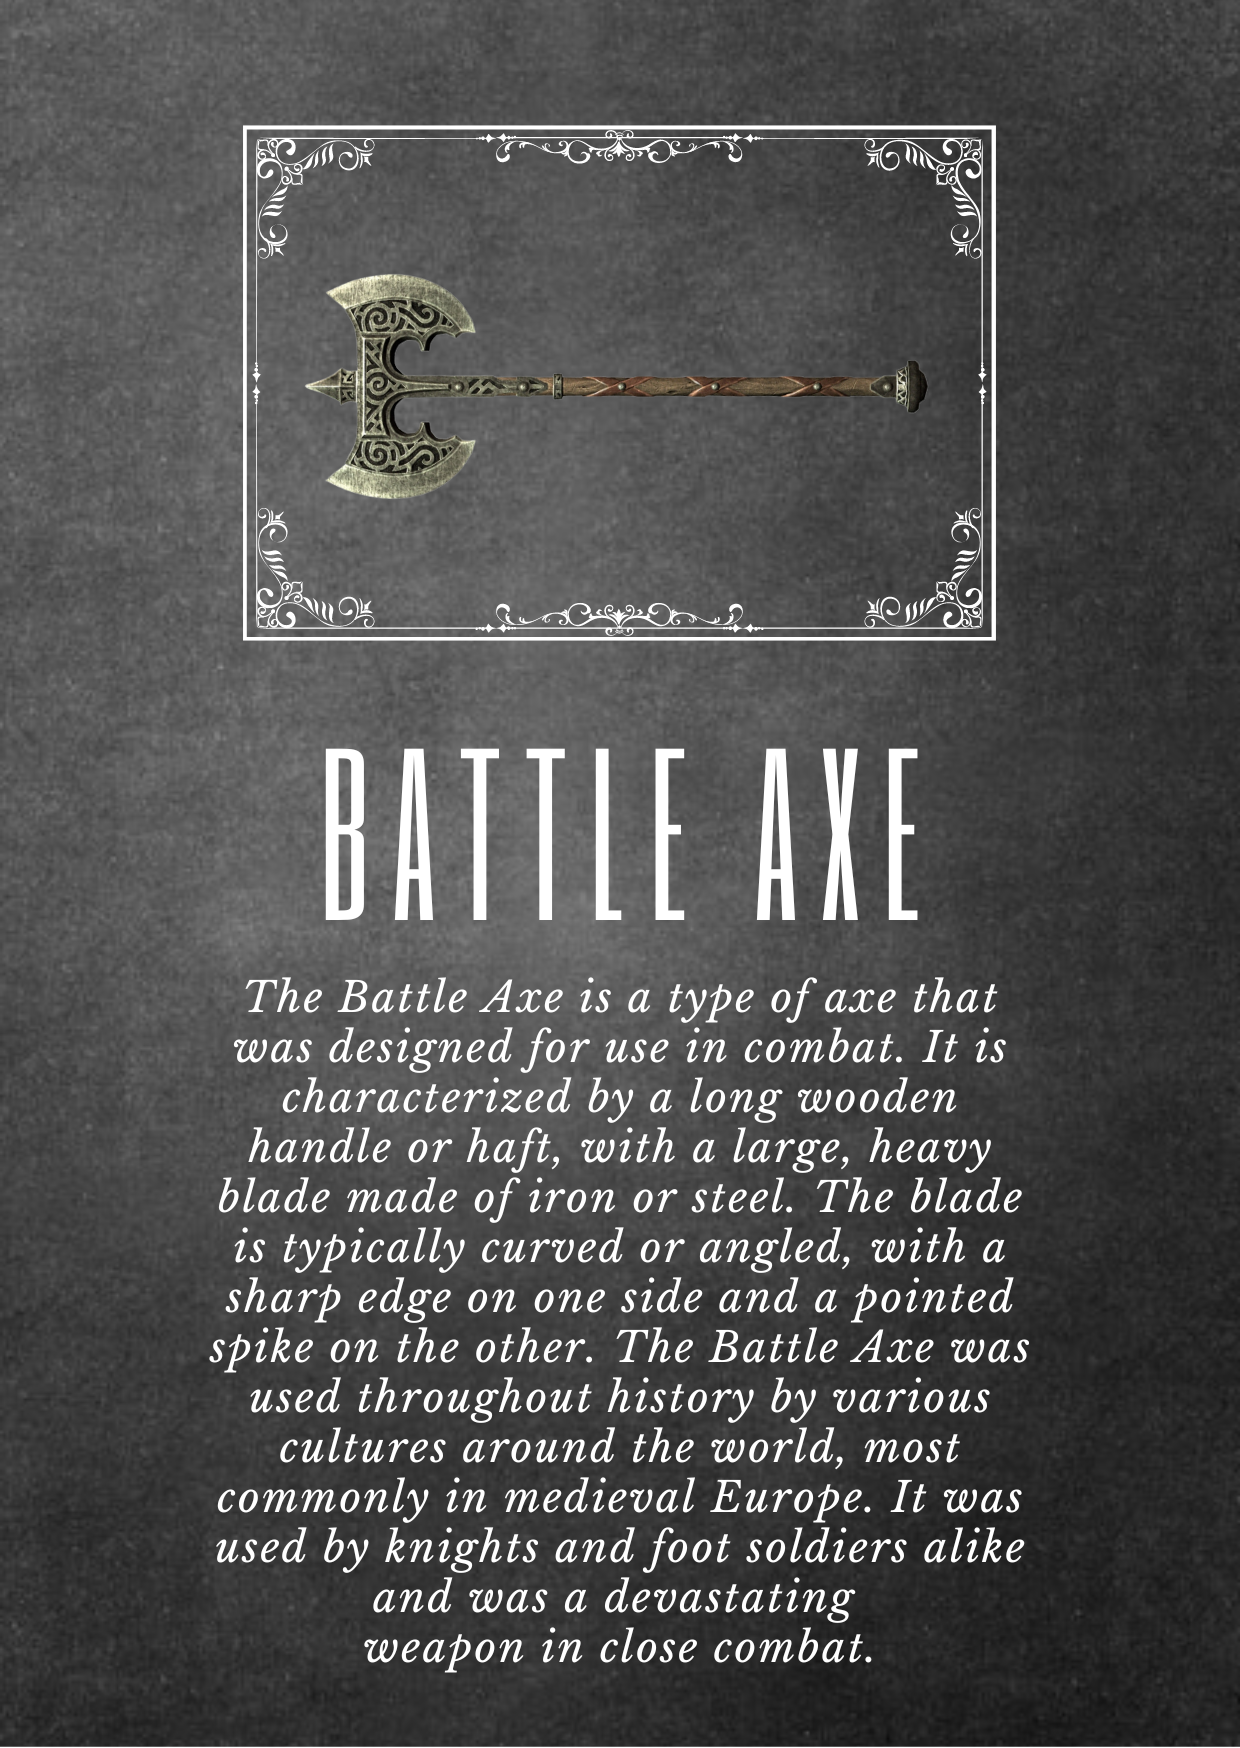 BATTLE AXE
The Battle Axe is a type of axe that
was designed for use in combat. It is
characterized by a long wooden
handle or haft, with a large, heavy
blade made of iron or steel. The blade
is typically curved or angled, with a
sharp edge on one side and a pointed
spike on the other. The Battle Axe was
used throughout history by various
cultures around the world, most
commonly in medieval Europe. It was
used by knights and foot soldiers alike
and was a devastating
weapon in close combat.